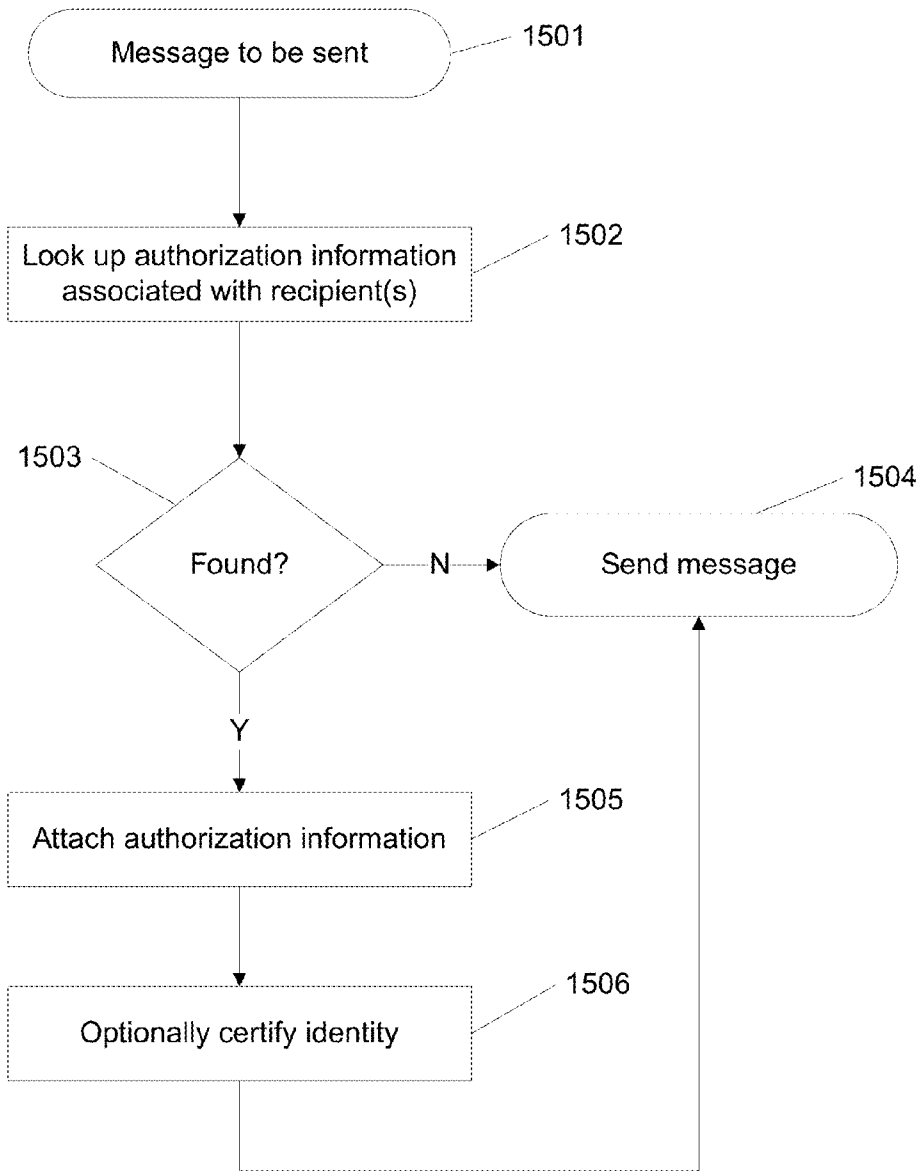 Message to be sent
1501
Look up authorization information
associated with recipient(s)
1502
1503
Found?
N
1504
Send message
Y
Attach authorization information
1505
Optionally certify identity
1506